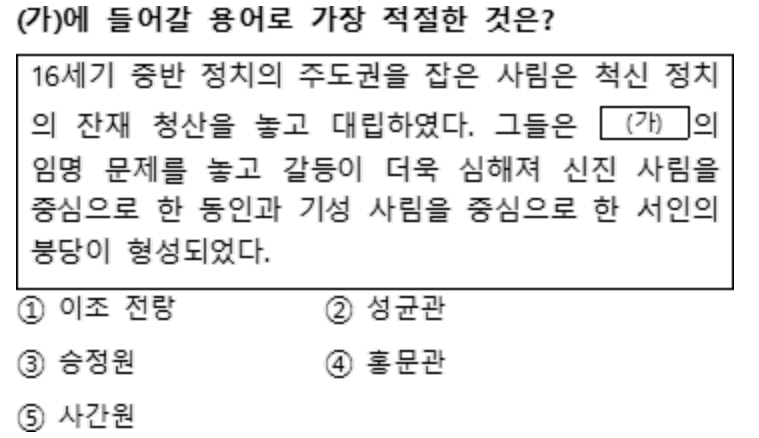 (가)에 들어갈 용어로 가장 적절한 것은?
16세기 중반 정치의 주도권을 잡은 사림은 척신 정치
의 잔재 청산을 놓고 대립하였다. 그들은 (가) 의
임명 문제를 놓고 갈등이 더욱 심해져 신진 사림을
중심으로 한 동인과 기성 사림을 중심으로 한 서인의
붕당이 형성되었다.
① 이조 전랑 ② 성균관
③ 승정원 ④ 홍문관
⑤ 사간원